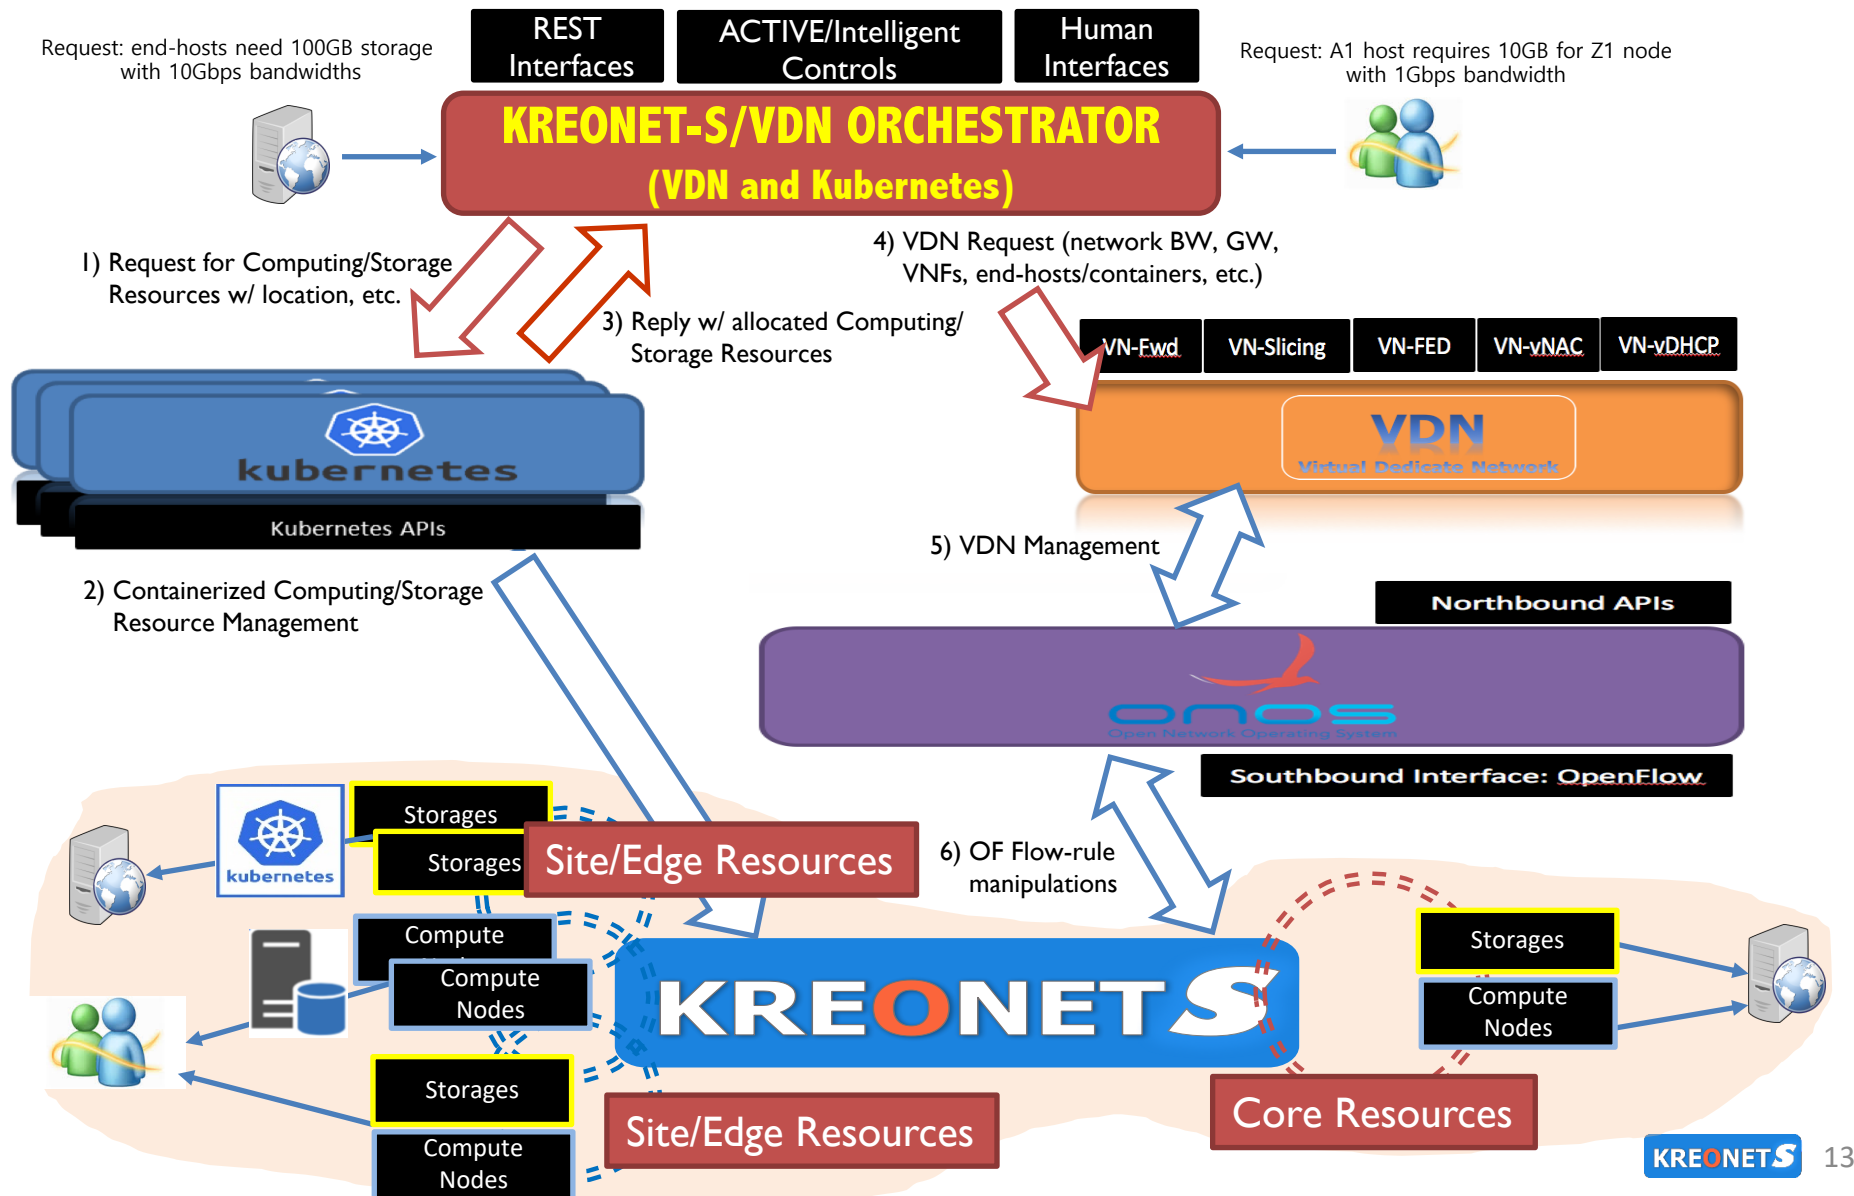 REST
Interfaces
ACTIVE/Intelligent
Controls
Human
Interfaces
Request: end-hosts need 100GB storage
with 10Gbps bandwidths
Request: A1 host requires 10GB for Z1 node
with 1Gbps bandwidth
KREONET-S/VDN ORCHESTRATOR
(VDN and Kubernetes)
1) Request for Computing/Storage
Resources w/ location, etc.
3) Reply w/ allocated Computing/
Storage Resources
4) VDN Request (network BW, GW,
VNFs, end-hosts/containers, etc.)
VN-Fwd
VN-Slicing
VN-FED
VN-vNAC
VN-vDHCP
kubernetes
Kubernetes APIs
VDN
Virtual Dedicate Network
5) VDN Management
2) Containerized Computing/Storage
Resource Management
Northbound APIs
onos
Open Network Operating System
Southbound Interface: OpenFlow
kubernetes
Storages
Storages
Site/Edge Resources
6) OF Flow-rule
manipulations
Compute
Compute
Nodes
KREONET S
Storages
Compute
Nodes
Storages
Compute
Nodes
Site/Edge Resources
Core Resources
KREONET S
13